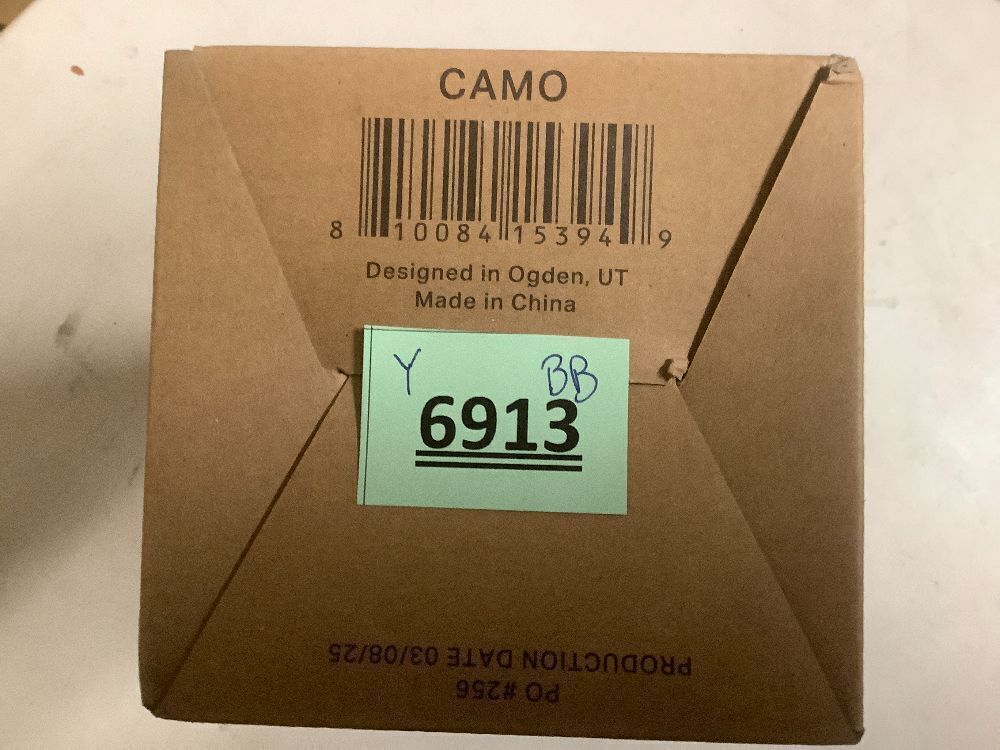 CAMO
8 10084 15394 9
Designed in Ogden, UT
Made in China
Y BB
6913
PO #256
PRODUCTION DATE 03/08/25